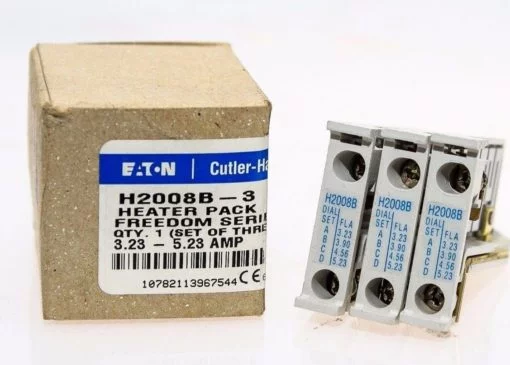 EATON Cutler-Ha
H2008B-3
HEATER PACK
FREEDOM SERI
QTY. 1 (SET OF THRE
3.23 - 5.23 AMP
10782113967544 CE
H2008B
DIAL
SET FLA
A 3.23
B 3.90
C 4.56
D 5.23
H2008B
DIAL
SET FLA
A 3.23
B 3.90
C 4.56
D 5.23
H2008B
DIAL
SET FLA
A 3.23
B 3.90
C 4.56
D 5.23